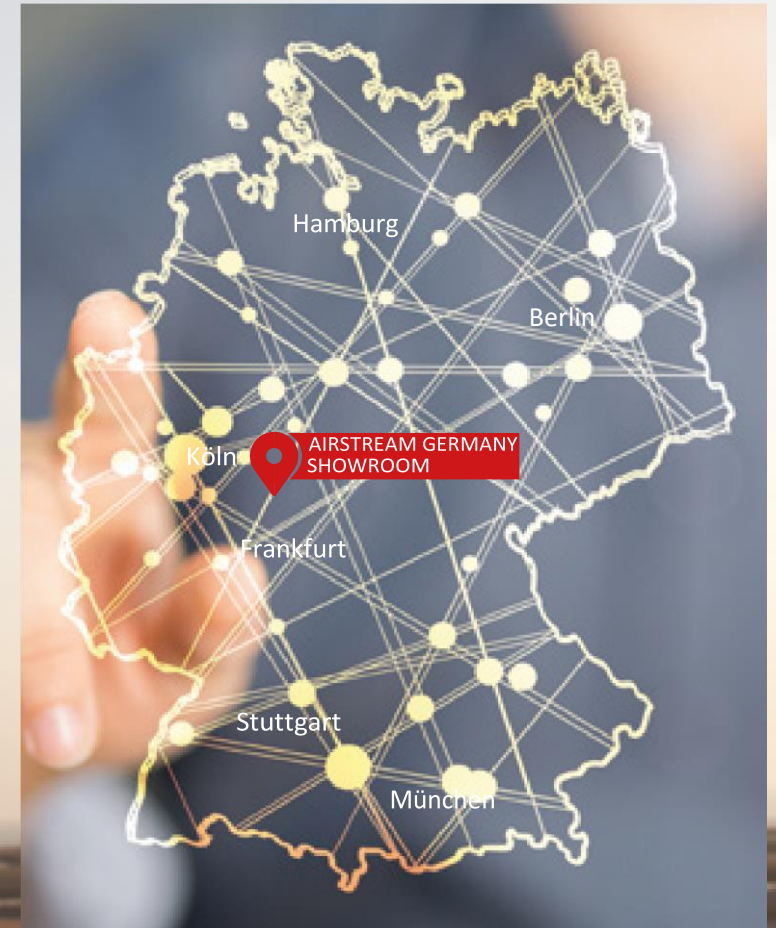 Hamburg
Berlin
AIRSTREAM GERMANY
SHOWROOM
Köln
Frankfurt
Stuttgart
München